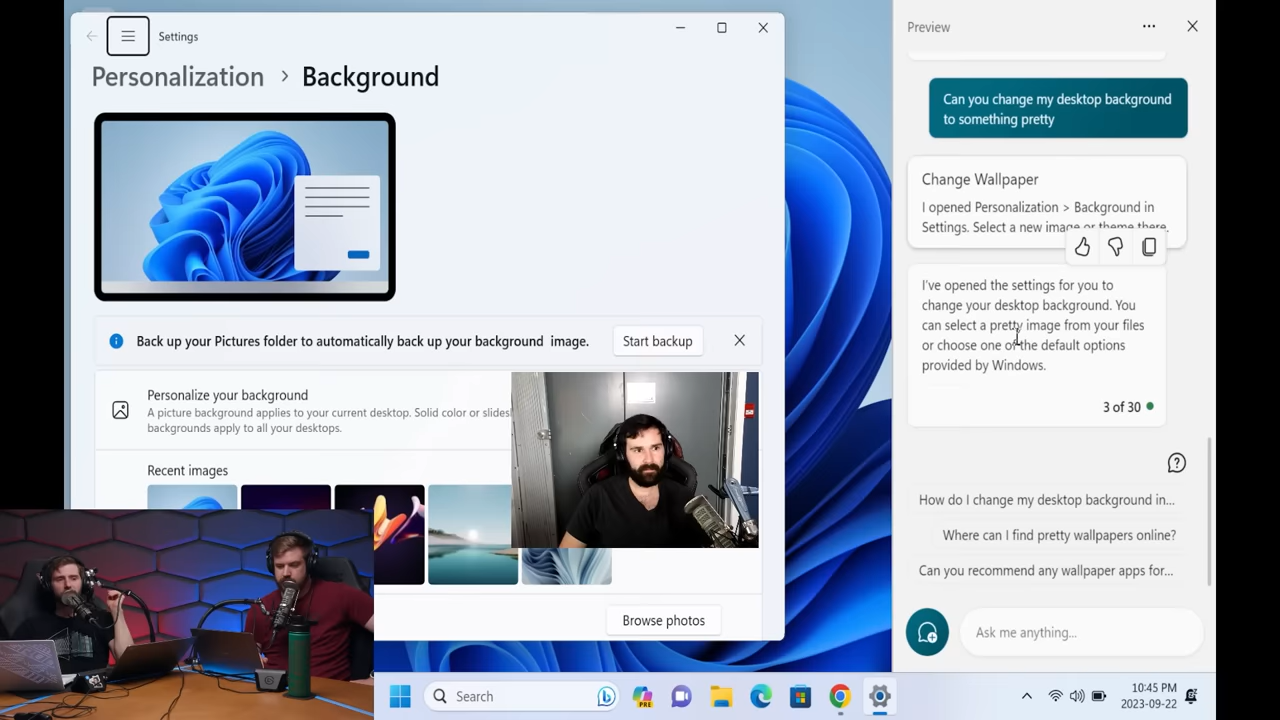 Settings
Personalization > Background
Back up your Pictures folder to automatically back up your background image.
Start backup
Personalize your background
A picture background applies to your current desktop. Solid color or slides
backgrounds apply to all your desktops.
Recent images
Browse photos
Preview
Can you change my desktop background
to something pretty
Change Wallpaper
I opened Personalization > Background in
Settings. Select a new image or theme there.
I've opened the settings for you to
change your desktop background. You
can select a pretty image from your files
or choose one of the default options
provided by Windows.
3 of 30
How do I change my desktop background in...
Where can I find pretty wallpapers online?
Can you recommend any wallpaper apps for...
Ask me anything...
Search
PRE
10:45 PM
2023-09-22